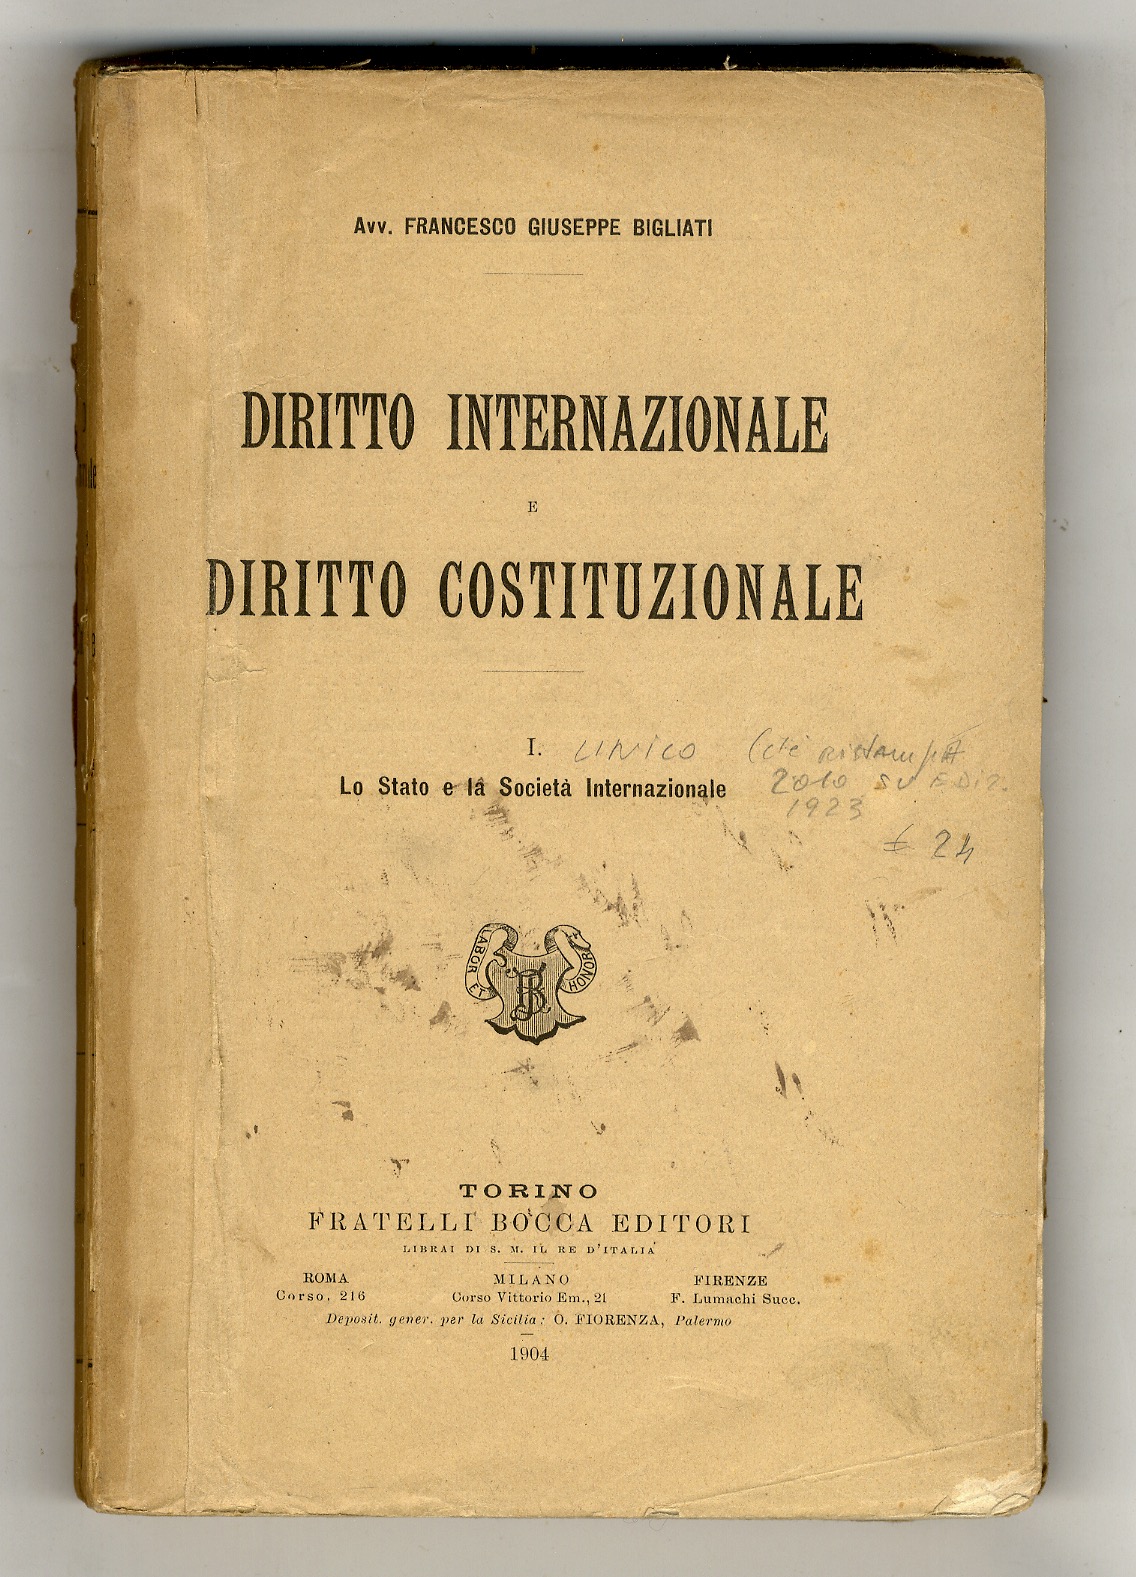 Avv. FRANCESCO GIUSEPPE BIGLIATI
DIRITTO INTERNAZIONALE
E
DIRITTO COSTITUZIONALE
I. UNICO (c'è RISTAMPA
Lo Stato e la Società Internazionale 2010 SU EDIZ.
1923
€ 24
LABOR ET HONOR
FB
TORINO
FRATELLI BOCCA EDITORI
LIBRAI DI S. M. IL RE D'ITALIA
ROMA MILANO FIRENZE
Corso, 216 Corso Vittorio Em., 21 F. Lumachi Succ.
Deposit. gener. per la Sicilia: O. FIORENZA, Palermo
1904